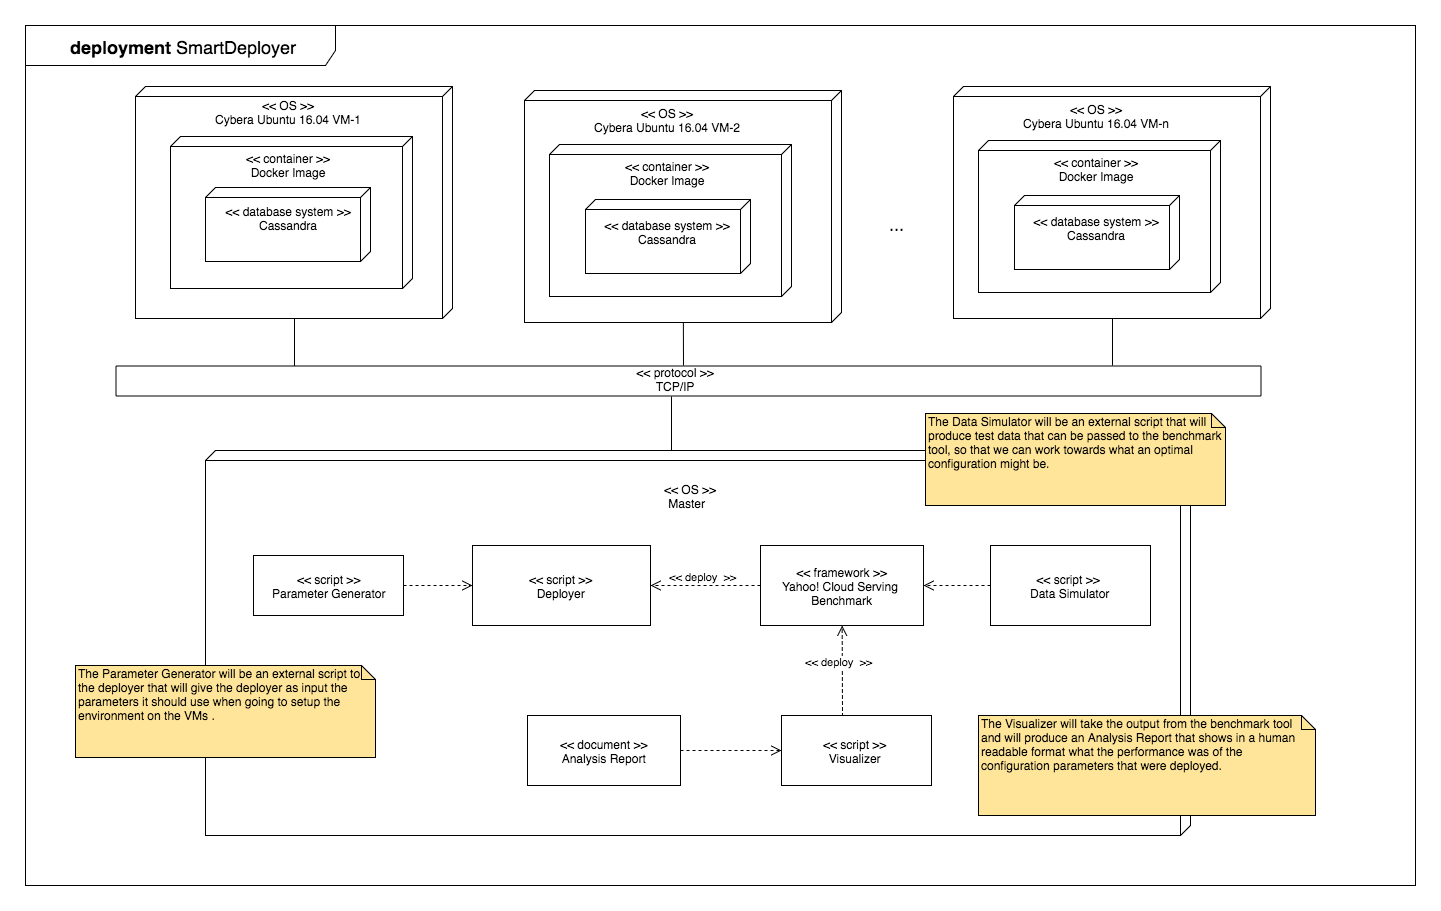 deployment SmartDeployer
<< OS >>
Cybera Ubuntu 16.04 VM-1
<< container >>
Docker Image
<< database system >>
Cassandra
<< OS >>
Cybera Ubuntu 16.04 VM-2
<< container >>
Docker Image
<< database system >>
Cassandra
...
<< OS >>
Cybera Ubuntu 16.04 VM-n
<< container >>
Docker Image
<< database system >>
Cassandra
<< protocol >>
TCP/IP
The Data Simulator will be an external script that will
produce test data that can be passed to the benchmark
tool, so that we can work towards what an optimal
configuration might be.
<< OS >>
Master
<< script >>
Parameter Generator
<< script >>
Deployer
<< deploy >>
<< framework >>
Yahoo! Cloud Serving
Benchmark
<< script >>
Data Simulator
<< deploy >>
The Parameter Generator will be an external script to
the deployer that will give the deployer as input the
parameters it should use when going to setup the
environment on the VMs .
<< document >>
Analysis Report
<< script >>
Visualizer
The Visualizer will take the output from the benchmark tool
and will produce an Analysis Report that shows in a human
readable format what the performance was of the
configuration parameters that were deployed.